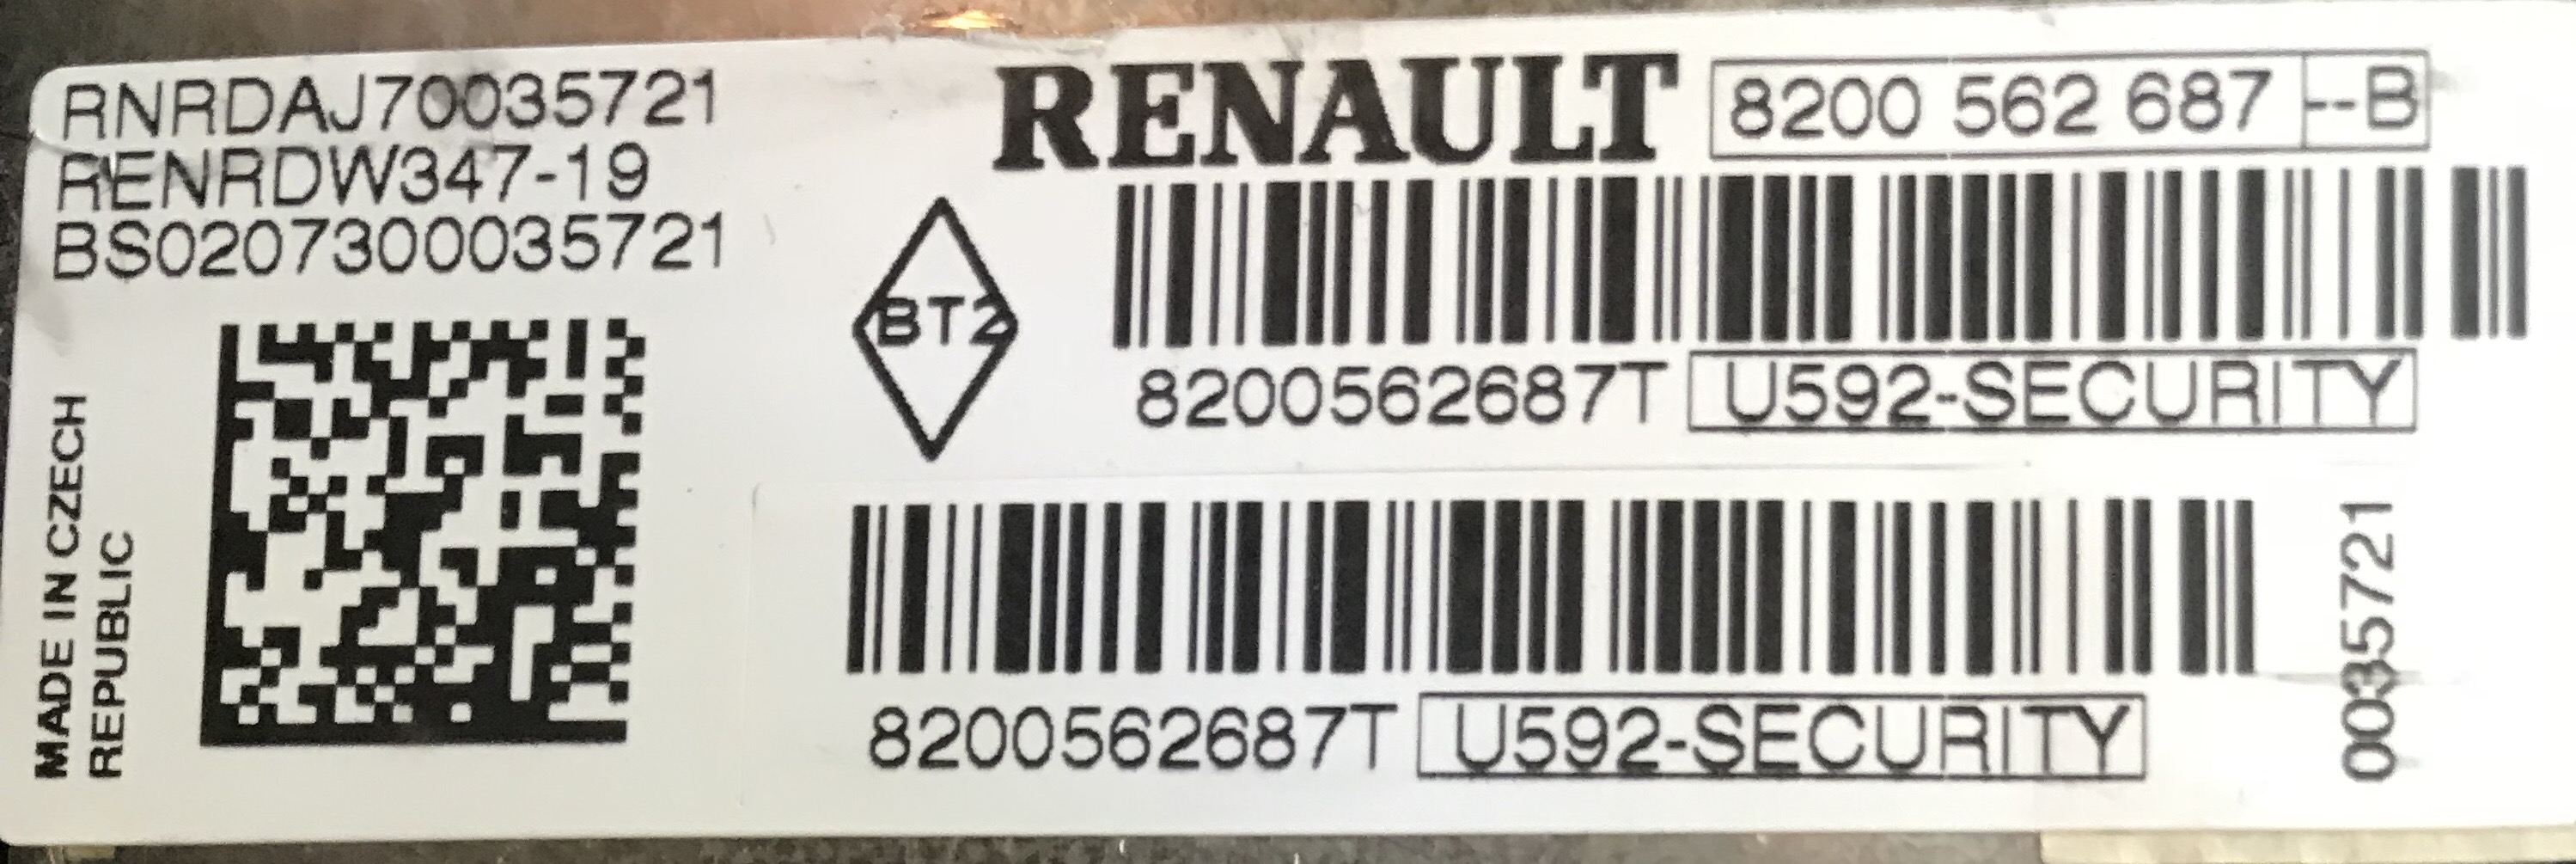 RNRDAJ70035721
RENRDW347-19
BS0207300035721
MADE IN CZECH
REPUBLIC
BT2
RENAULT 8200 562 687 --B
8200562687T U592-SECURITY
8200562687T U592-SECURITY
0035721